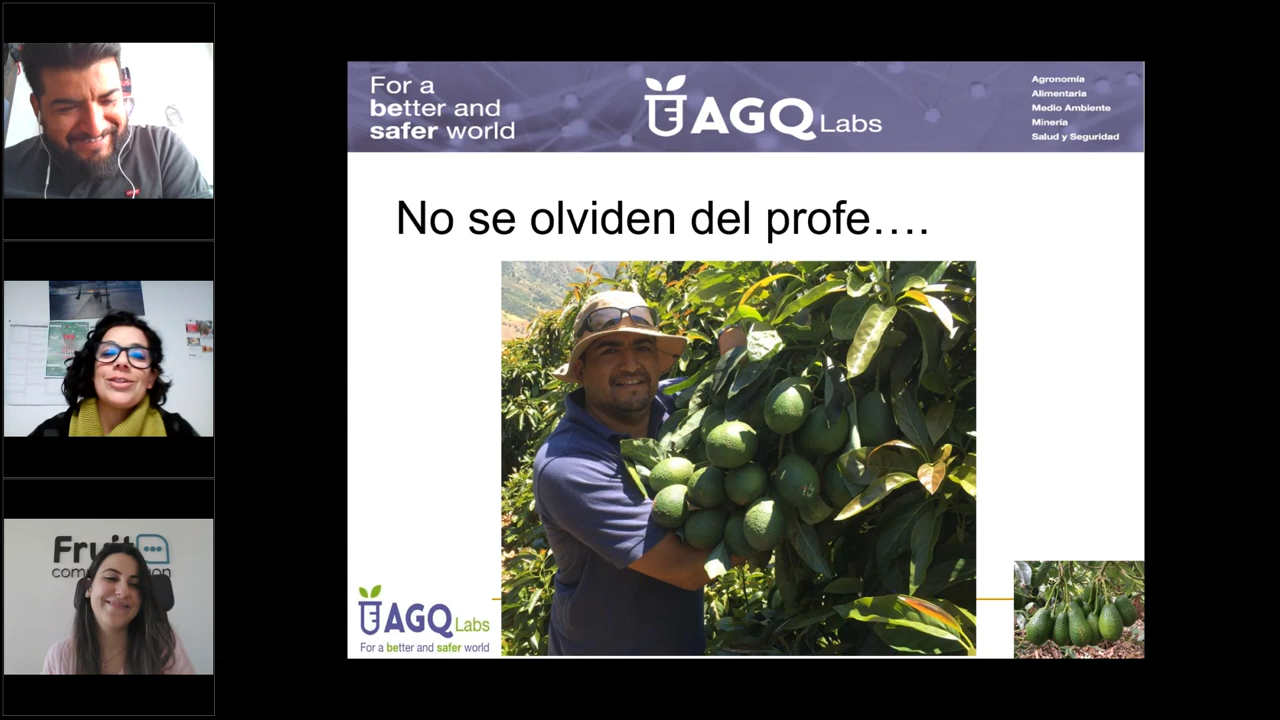 For a
better and
safer world
AGQ Labs
Agronomía
Alimentaria
Medio Ambiente
Minería
Salud y Seguridad
No se olviden del profe....
AGQ Labs
For a better and safer world